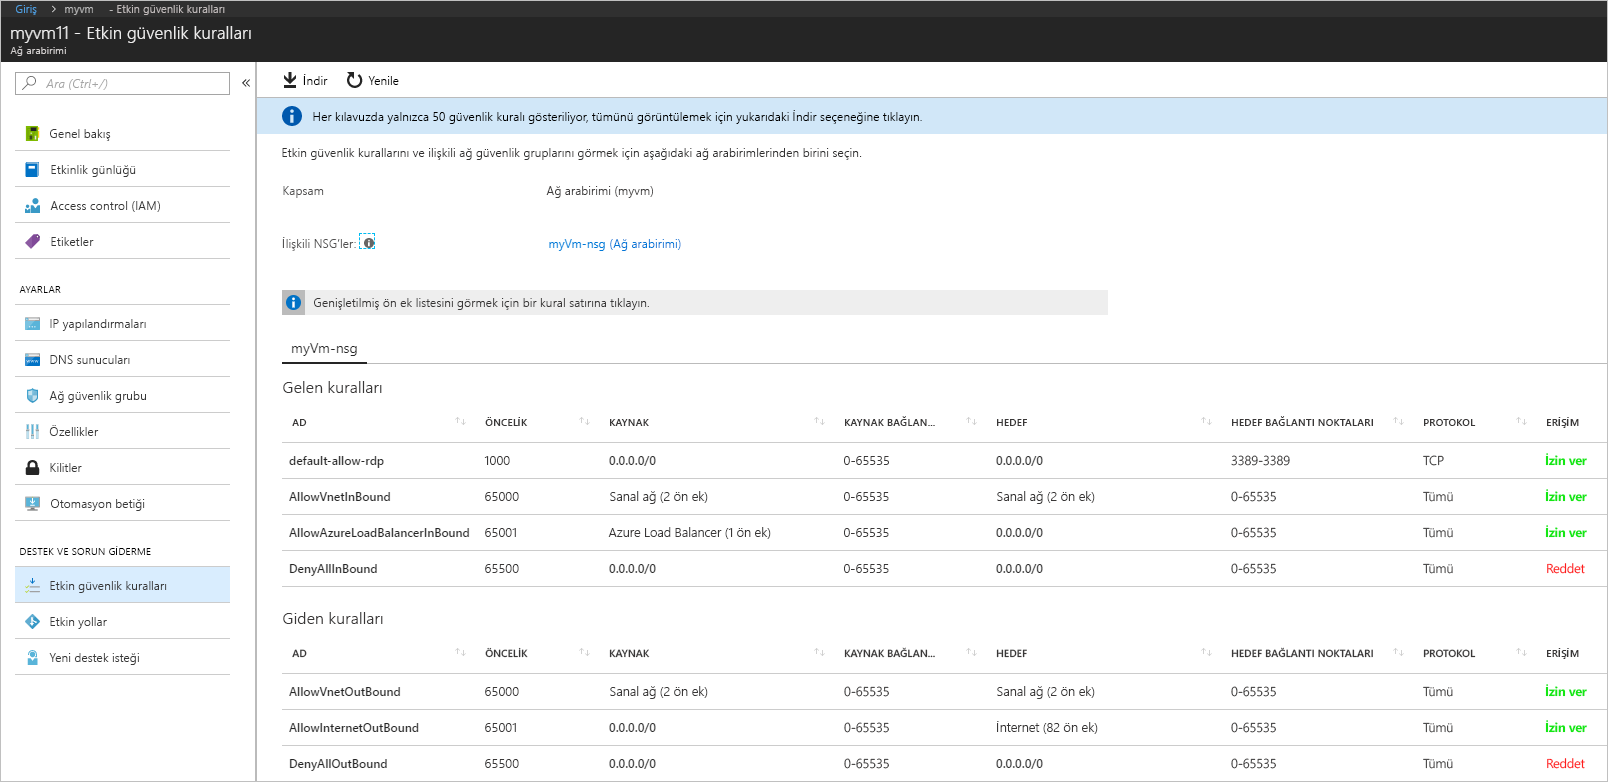 Giriş > myvm - Etkin güvenlik kuralları
myvm11 - Etkin güvenlik kuralları
Ağ arabirimi
Ara (Ctrl+/)
«
Genel bakış
Etkinlik günlüğü
Access control (IAM)
Etiketler
AYARLAR
IP yapılandırmaları
DNS sunucuları
Ağ güvenlik grubu
Özellikler
Kilitler
Otomasyon betiği
DESTEK VE SORUN GİDERME
Etkin güvenlik kuralları
Etkin yollar
Yeni destek isteği
İndir Yenile
Her kılavuzda yalnızca 50 güvenlik kuralı gösteriliyor, tümünü görüntülemek için yukarıdaki İndir seçeneğine tıklayın.
Etkin güvenlik kurallarını ve ilişkili ağ güvenlik gruplarını görmek için aşağıdaki ağ arabirimlerinden birini seçin.
Kapsam Ağ arabirimi (myvm)
İlişkili NSG'ler: myVm-nsg (Ağ arabirimi)
Genişletilmiş ön ek listesini görmek için bir kural satırına tıklayın.
myVm-nsg
Gelen kuralları
AD ÖNCELİK KAYNAK KAYNAK BAĞLAN... HEDEF HEDEF BAĞLANTI NOKTALARI PROTOKOL ERİŞİM
default-allow-rdp 1000 0.0.0.0/0 0-65535 0.0.0.0/0 3389-3389 TCP İzin ver
AllowVnetInBound 65000 Sanal ağ (2 ön ek) 0-65535 Sanal ağ (2 ön ek) 0-65535 Tümü İzin ver
AllowAzureLoadBalancerInBound 65001 Azure Load Balancer (1 ön ek) 0-65535 0.0.0.0/0 0-65535 Tümü İzin ver
DenyAllInBound 65500 0.0.0.0/0 0-65535 0.0.0.0/0 0-65535 Tümü Reddet
Giden kuralları
AD ÖNCELİK KAYNAK KAYNAK BAĞLAN... HEDEF HEDEF BAĞLANTI NOKTALARI PROTOKOL ERİŞİM
AllowVnetOutBound 65000 Sanal ağ (2 ön ek) 0-65535 Sanal ağ (2 ön ek) 0-65535 Tümü İzin ver
AllowInternetOutBound 65001 0.0.0.0/0 0-65535 İnternet (82 ön ek) 0-65535 Tümü İzin ver
DenyAllOutBound 65500 0.0.0.0/0 0-65535 0.0.0.0/0 0-65535 Tümü Reddet